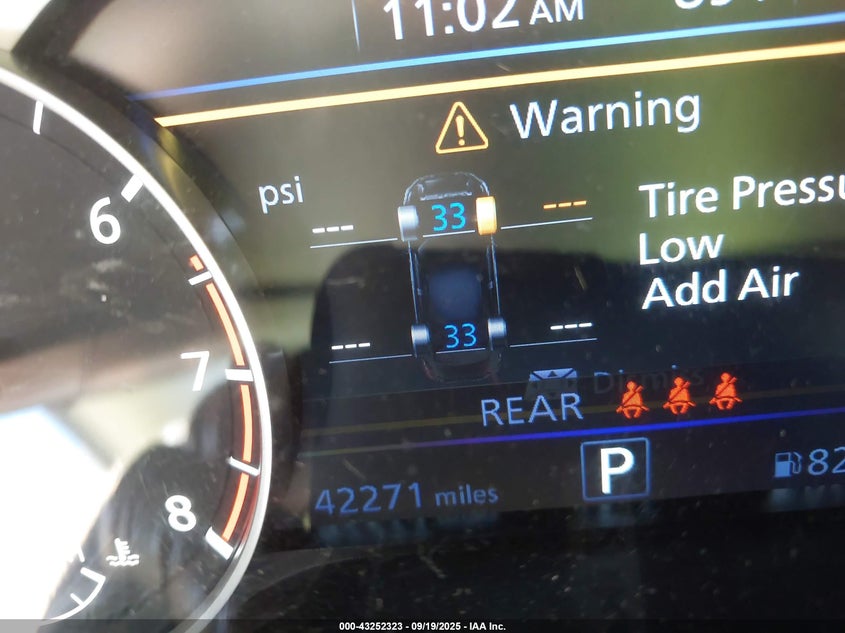 11:02 AM
Warning
psi
--- 33 ---
Tire Pressu
Low
Add Air
--- 33 ---
Dismiss
REAR
P
42271 miles
82
6
7
8
000-43252323 - 09/19/2025 - IAA Inc.